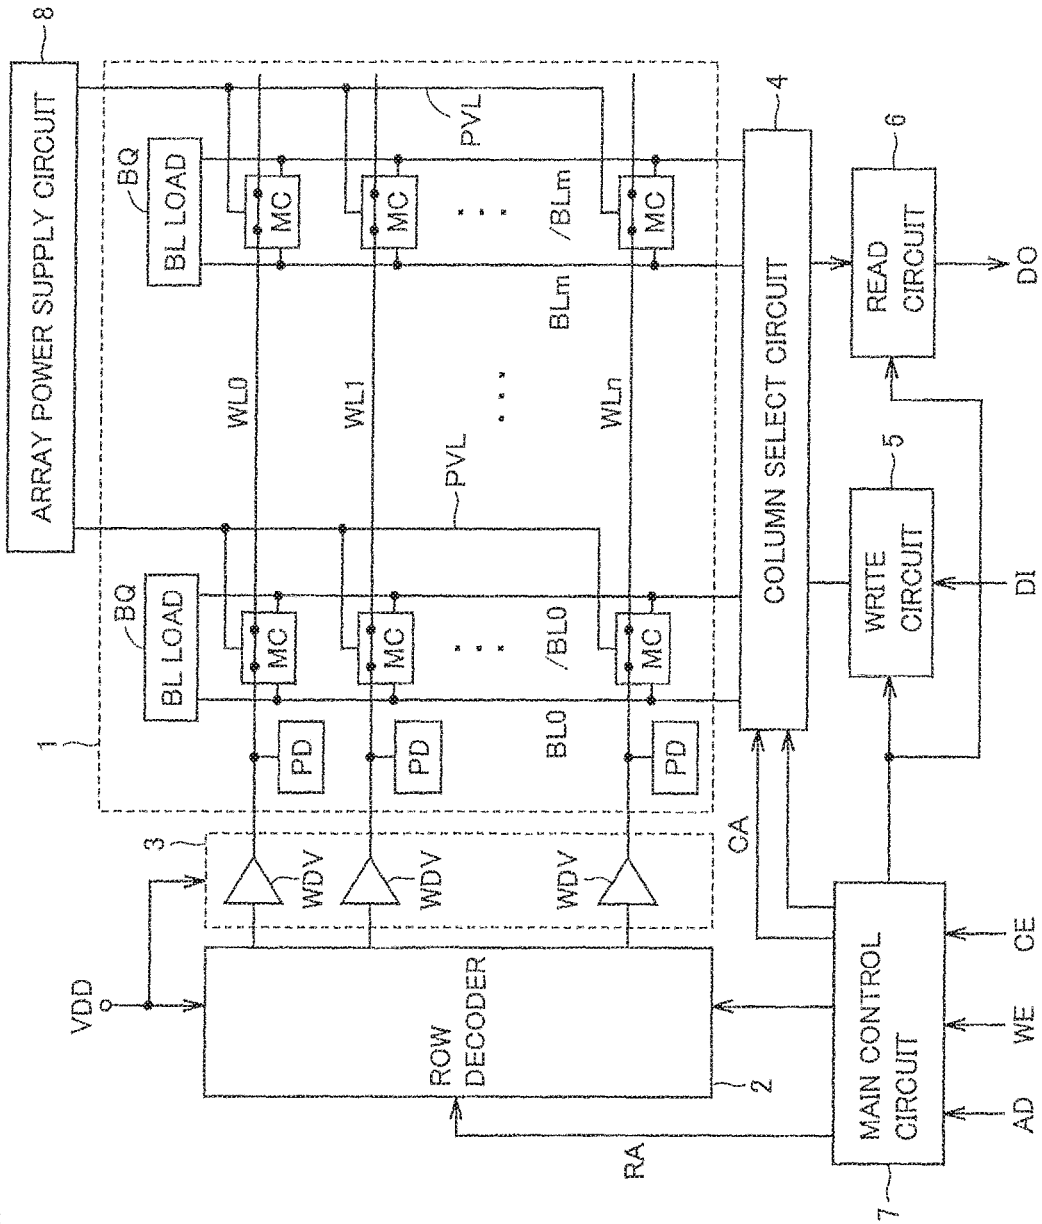 8
ARRAY POWER SUPPLY CIRCUIT
BQ
BL LOAD
BQ
BL LOAD
1
3
VDD
PVL
PVL
WL0
MC
MC
PD
WDV
WL1
MC
MC
PD
WDV
/BLm
BLm
/BL0
BL0
WLn
MC
MC
PD
WDV
ROW
DECODER
2
4
COLUMN SELECT CIRCUIT
CA
RA
6
READ
CIRCUIT
5
WRITE
CIRCUIT
MAIN CONTROL
CIRCUIT
7
DO
DI
CE
WE
AD